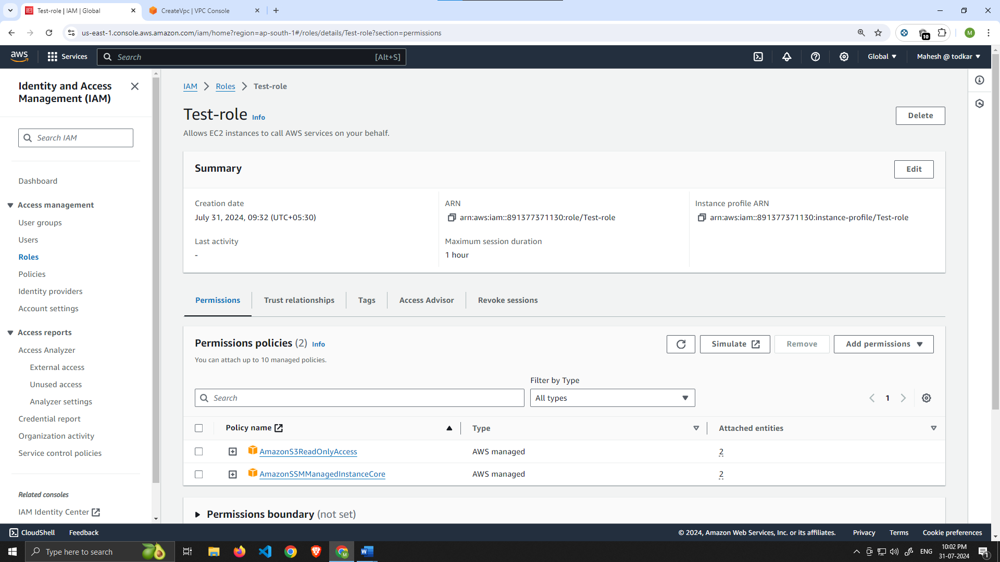 Test-role | IAM | Global
CreateVpc | VPC Console
us-east-1.console.aws.amazon.com/iam/home?region=ap-south-1#/roles/details/Test-role?section=permissions
10
M
aws
Services
Search
[Alt+S]
Global
Mahesh @ todkar
Identity and Access
Management (IAM)
Search IAM
Dashboard
Access management
User groups
Users
Roles
Policies
Identity providers
Account settings
Access reports
Access Analyzer
External access
Unused access
Analyzer settings
Credential report
Organization activity
Service control policies
Related consoles
IAM Identity Center
IAM > Roles > Test-role
Test-role Info
Delete
Allows EC2 instances to call AWS services on your behalf.
Summary
Edit
Creation date
July 31, 2024, 09:32 (UTC+05:30)
Last activity
-
ARN
arn:aws:iam::891377371130:role/Test-role
Maximum session duration
1 hour
Instance profile ARN
arn:aws:iam::891377371130:instance-profile/Test-role
Permissions
Trust relationships
Tags
Access Advisor
Revoke sessions
Permissions policies (2) Info
Simulate
Remove
Add permissions
You can attach up to 10 managed policies.
Filter by Type
Search
All types
1
Policy name
Type
Attached entities
AmazonS3ReadOnlyAccess
AWS managed
2
AmazonSSMManagedInstanceCore
AWS managed
2
Permissions boundary (not set)
CloudShell
Feedback
© 2024, Amazon Web Services, Inc. or its affiliates.
Privacy
Terms
Cookie preferences
Type here to search
ENG
10:02 PM
31-07-2024
1